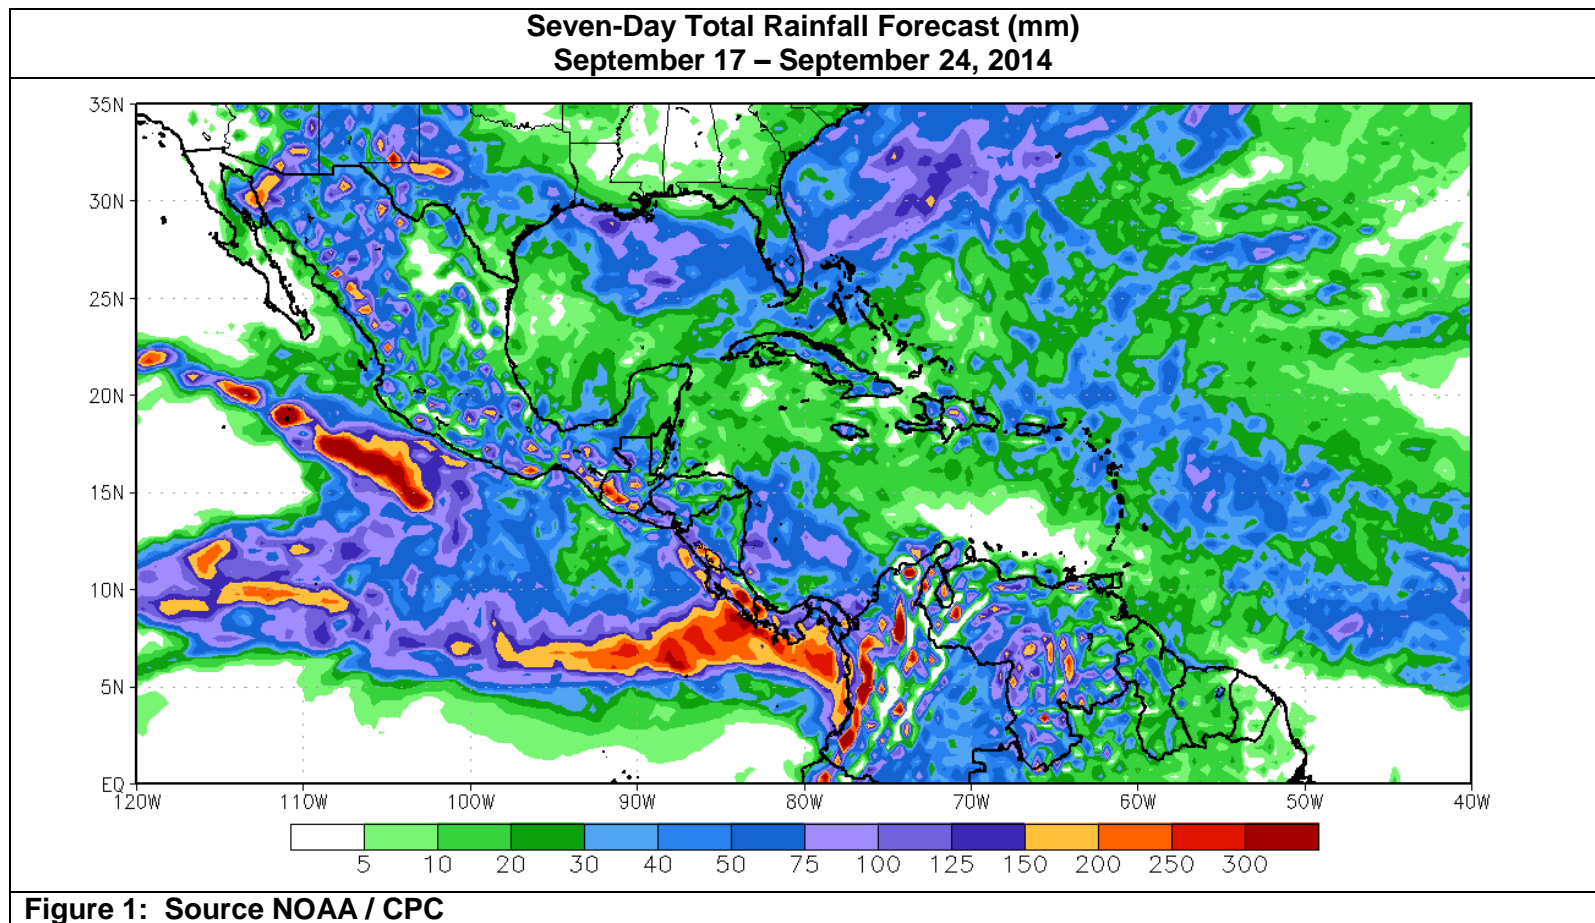 Seven-Day Total Rainfall Forecast (mm)
September 17 – September 24, 2014
35N
30N
25N
20N
15N
10N
5N
EQ
120W 110W 100W 90W 80W 70W 60W 50W 40W
5 10 20 30 40 50 75 100 125 150 200 250 300
Figure 1: Source NOAA / CPC